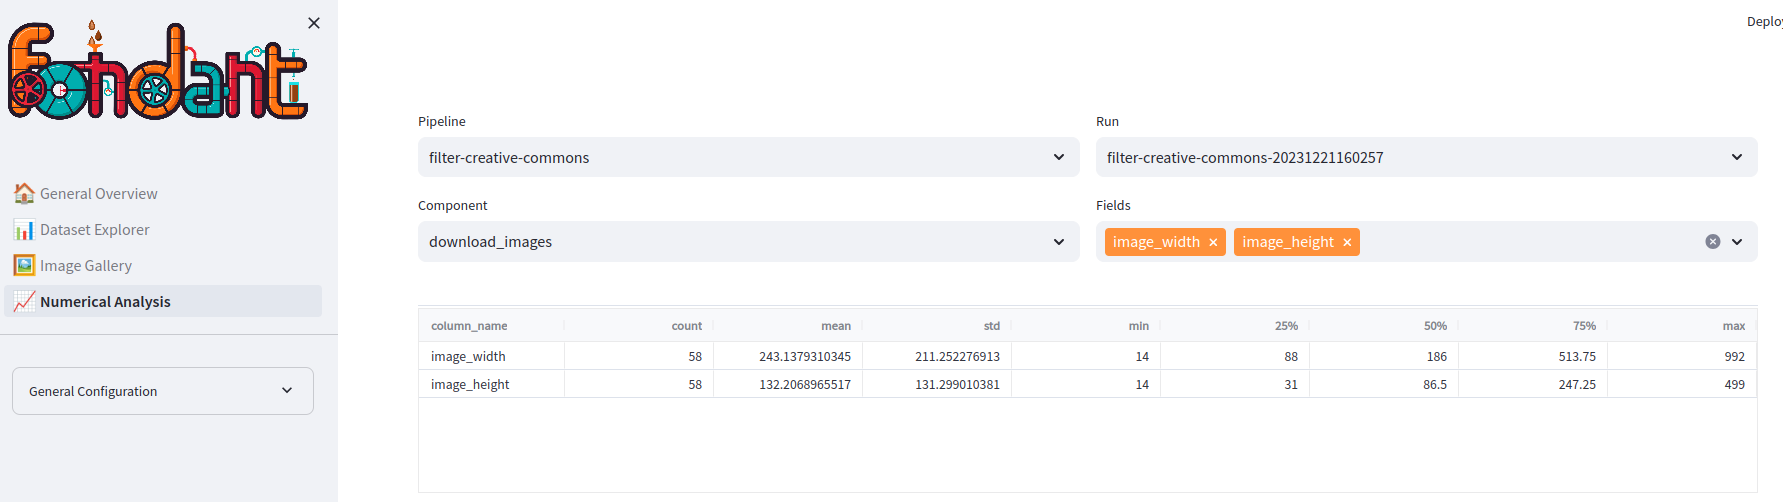 fondant
Deploy
General Overview
Dataset Explorer
Image Gallery
Numerical Analysis
General Configuration
Pipeline
Run
filter-creative-commons
filter-creative-commons-20231221160257
Component
Fields
download_images
image_width × image_height ×
column_name count mean std min 25% 50% 75% max
image_width 58 243.1379310345 211.252276913 14 88 186 513.75 992
image_height 58 132.2068965517 131.299010381 14 31 86.5 247.25 499